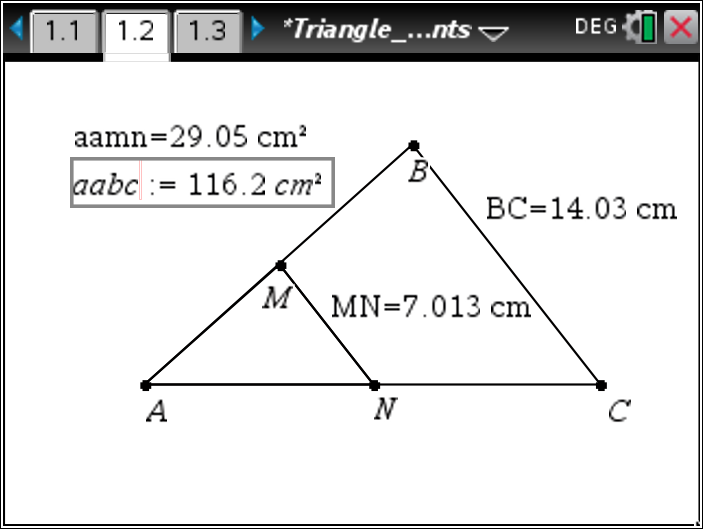 1.1 1.2 1.3 *Triangle_...nts DEG
aamn=29.05 cm²
aabc := 116.2 cm²
B
BC=14.03 cm
M
MN=7.013 cm
A N C